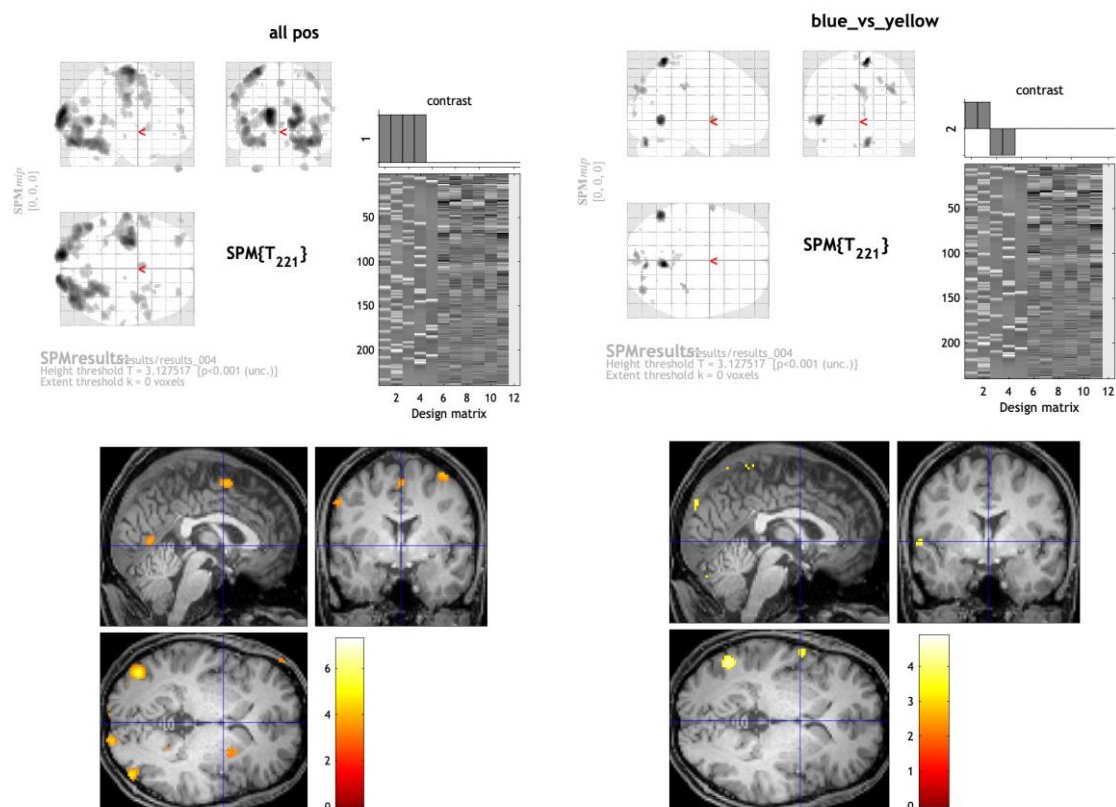 all pos
SPMmip
[0, 0, 0]
<
<
<
contrast
1
50
100
150
200
2 4 6 8 10 12
Design matrix
SPM{T221}
SPMresults: results/results_004
Height threshold T = 3.127517 {p<0.001 (unc.)}
Extent threshold k = 0 voxels
6
4
2
0
blue_vs_yellow
SPMmip
[0, 0, 0]
<
<
<
contrast
2
50
100
150
200
2 4 6 8 10 12
Design matrix
SPM{T221}
SPMresults: results/results_004
Height threshold T = 3.127517 {p<0.001 (unc.)}
Extent threshold k = 0 voxels
4
3
2
1
0